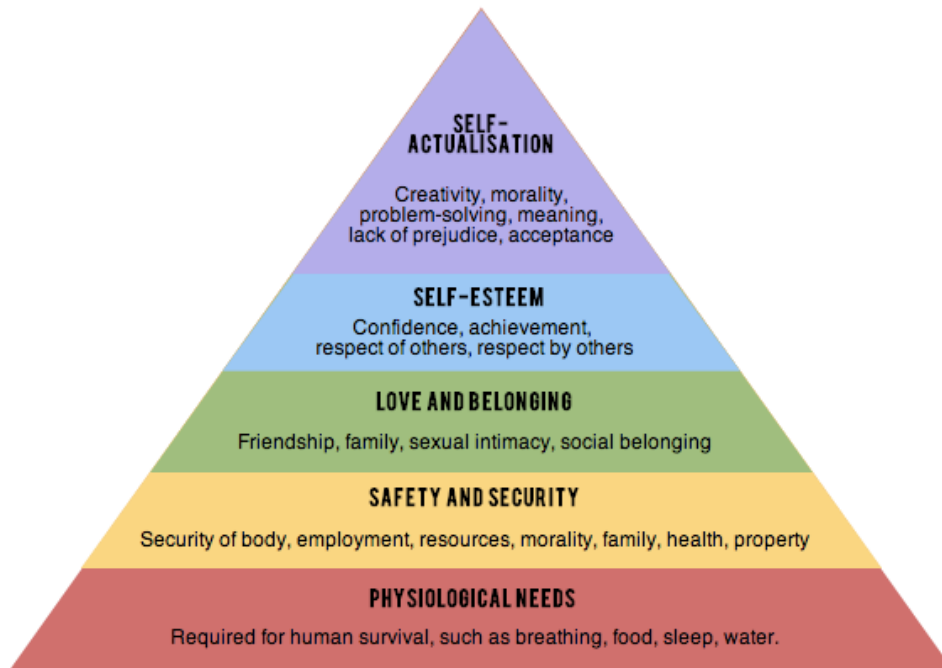 SELF-
ACTUALISATION
Creativity, morality,
problem-solving, meaning,
lack of prejudice, acceptance
SELF-ESTEEM
Confidence, achievement,
respect of others, respect by others
LOVE AND BELONGING
Friendship, family, sexual intimacy, social belonging
SAFETY AND SECURITY
Security of body, employment, resources, morality, family, health, property
PHYSIOLOGICAL NEEDS
Required for human survival, such as breathing, food, sleep, water.